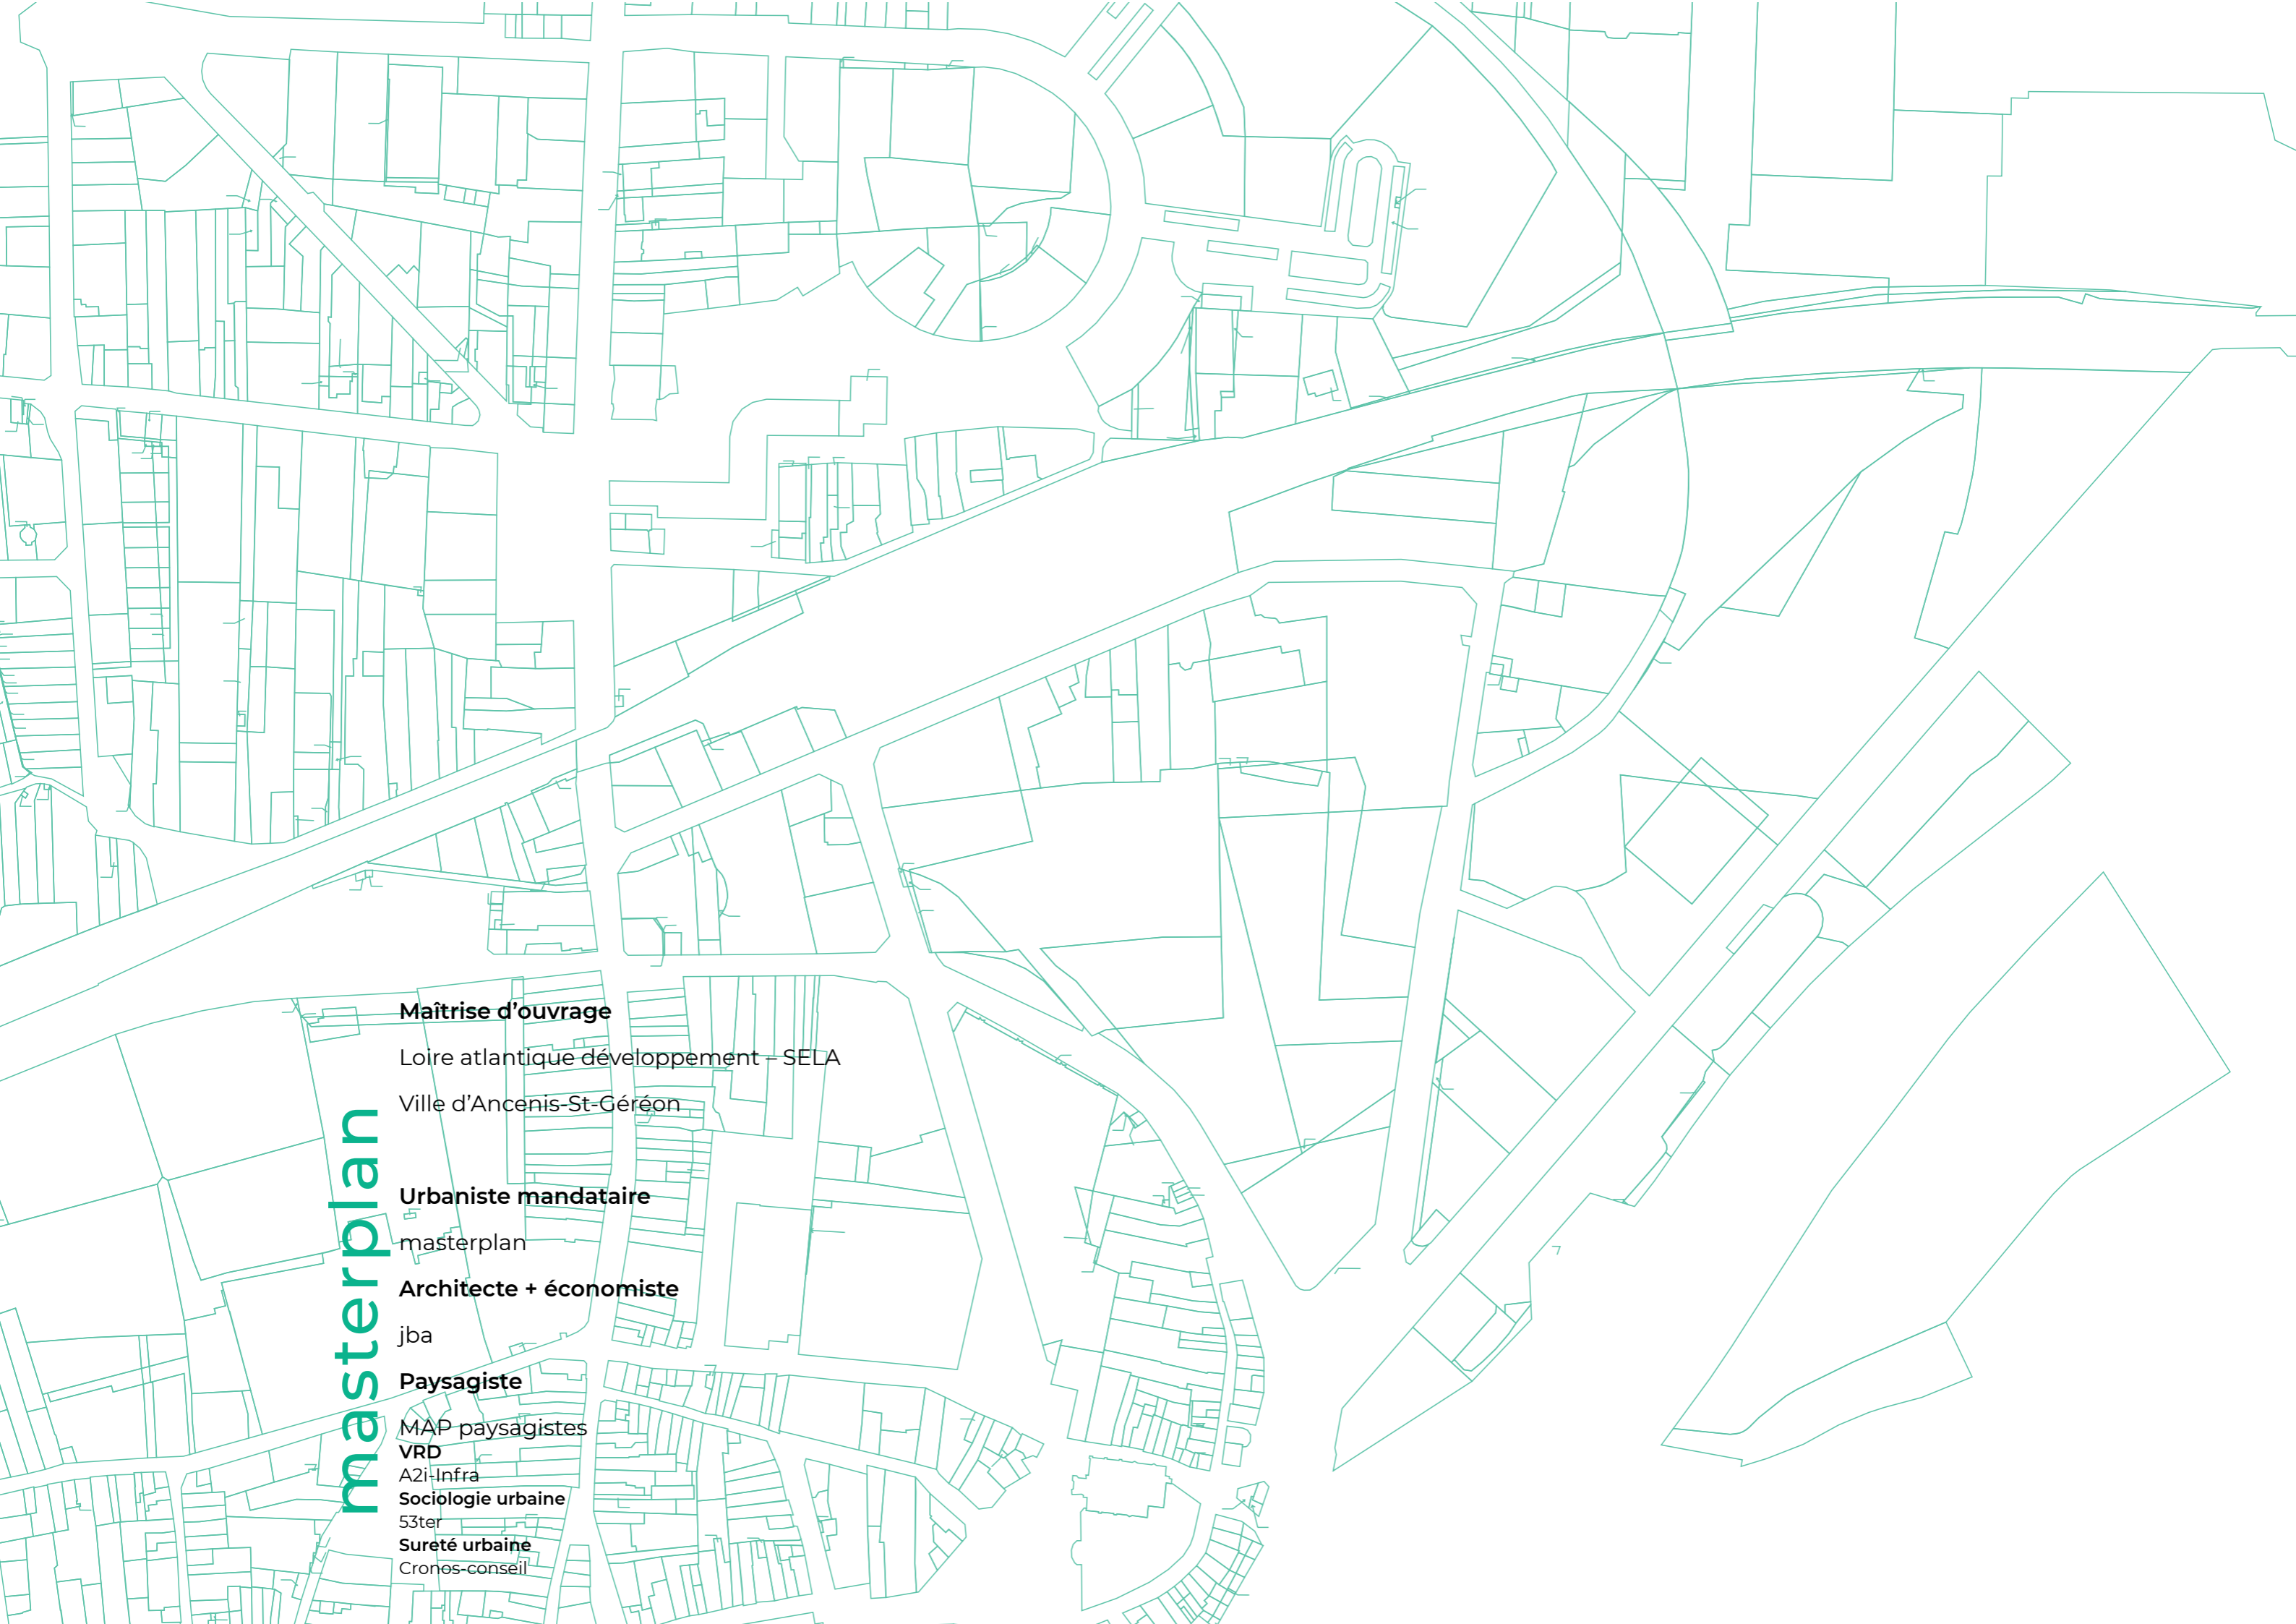 masterplan
Maîtrise d’ouvrage
Loire atlantique développement – SELA
Ville d’Ancenis-St-Géréon
Urbaniste mandataire
masterplan
Architecte + économiste
jba
Paysagiste
MAP paysagistes
VRD
A2i-Infra
Sociologie urbaine
53ter
Sureté urbaine
Cronos-conseil